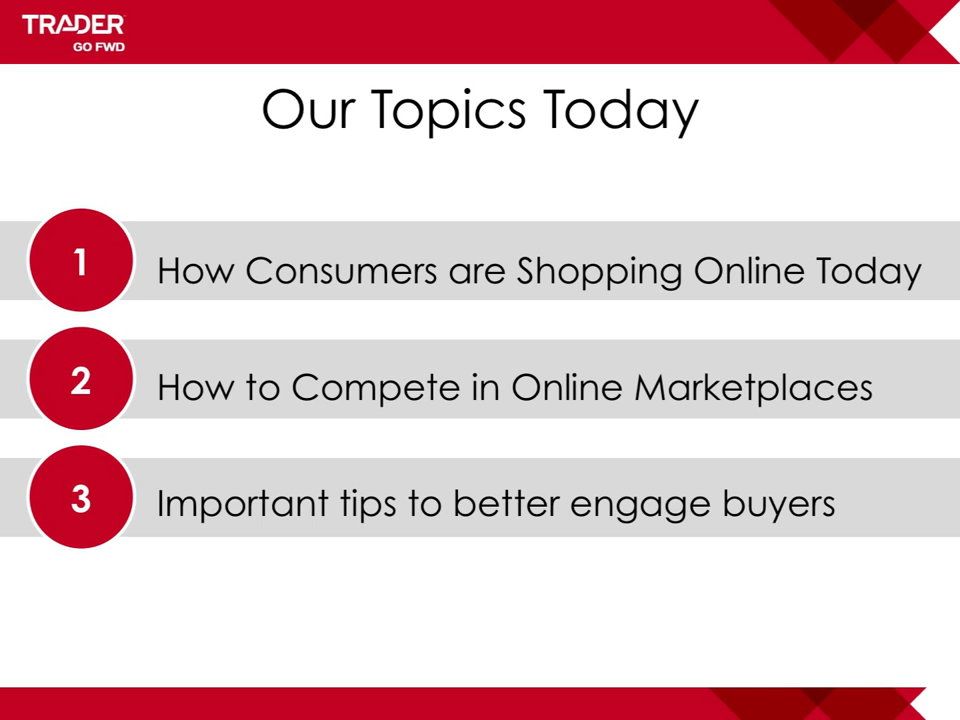 TRADER
GO FWD
Our Topics Today
1
How Consumers are Shopping Online Today
2
How to Compete in Online Marketplaces
3
Important tips to better engage buyers